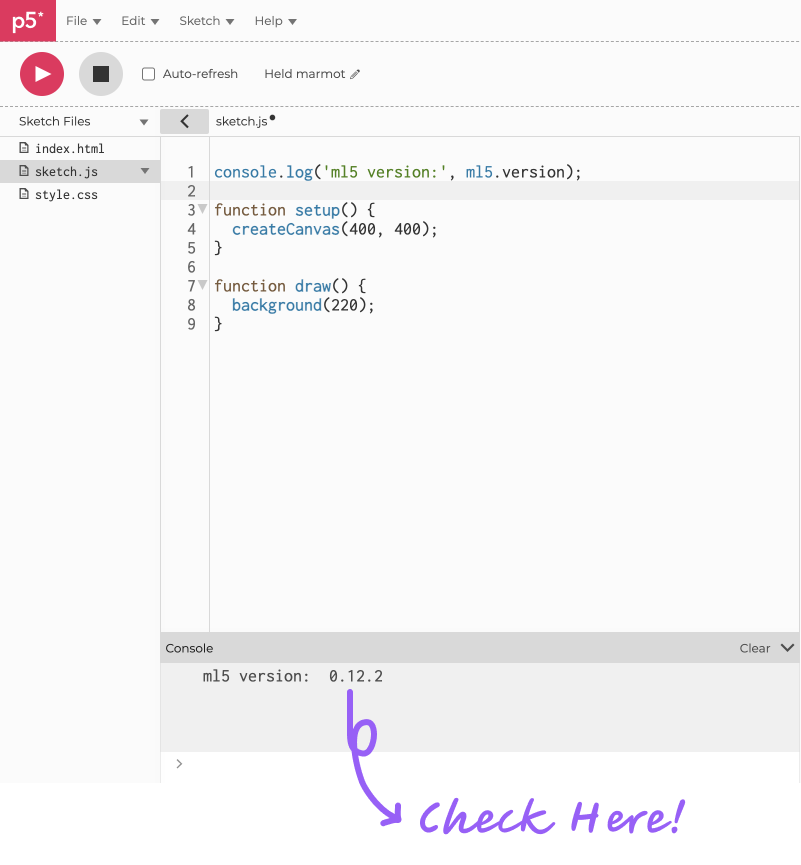 p5* File Edit Sketch Help
Auto-refresh Held marmot
Sketch Files sketch.js
index.html
sketch.js
style.css
1 console.log('ml5 version:', ml5.version);
2
3 function setup() {
4 createCanvas(400, 400);
5 }
6
7 function draw() {
8 background(220);
9 }
Console Clear
ml5 version: 0.12.2
>
Check Here!